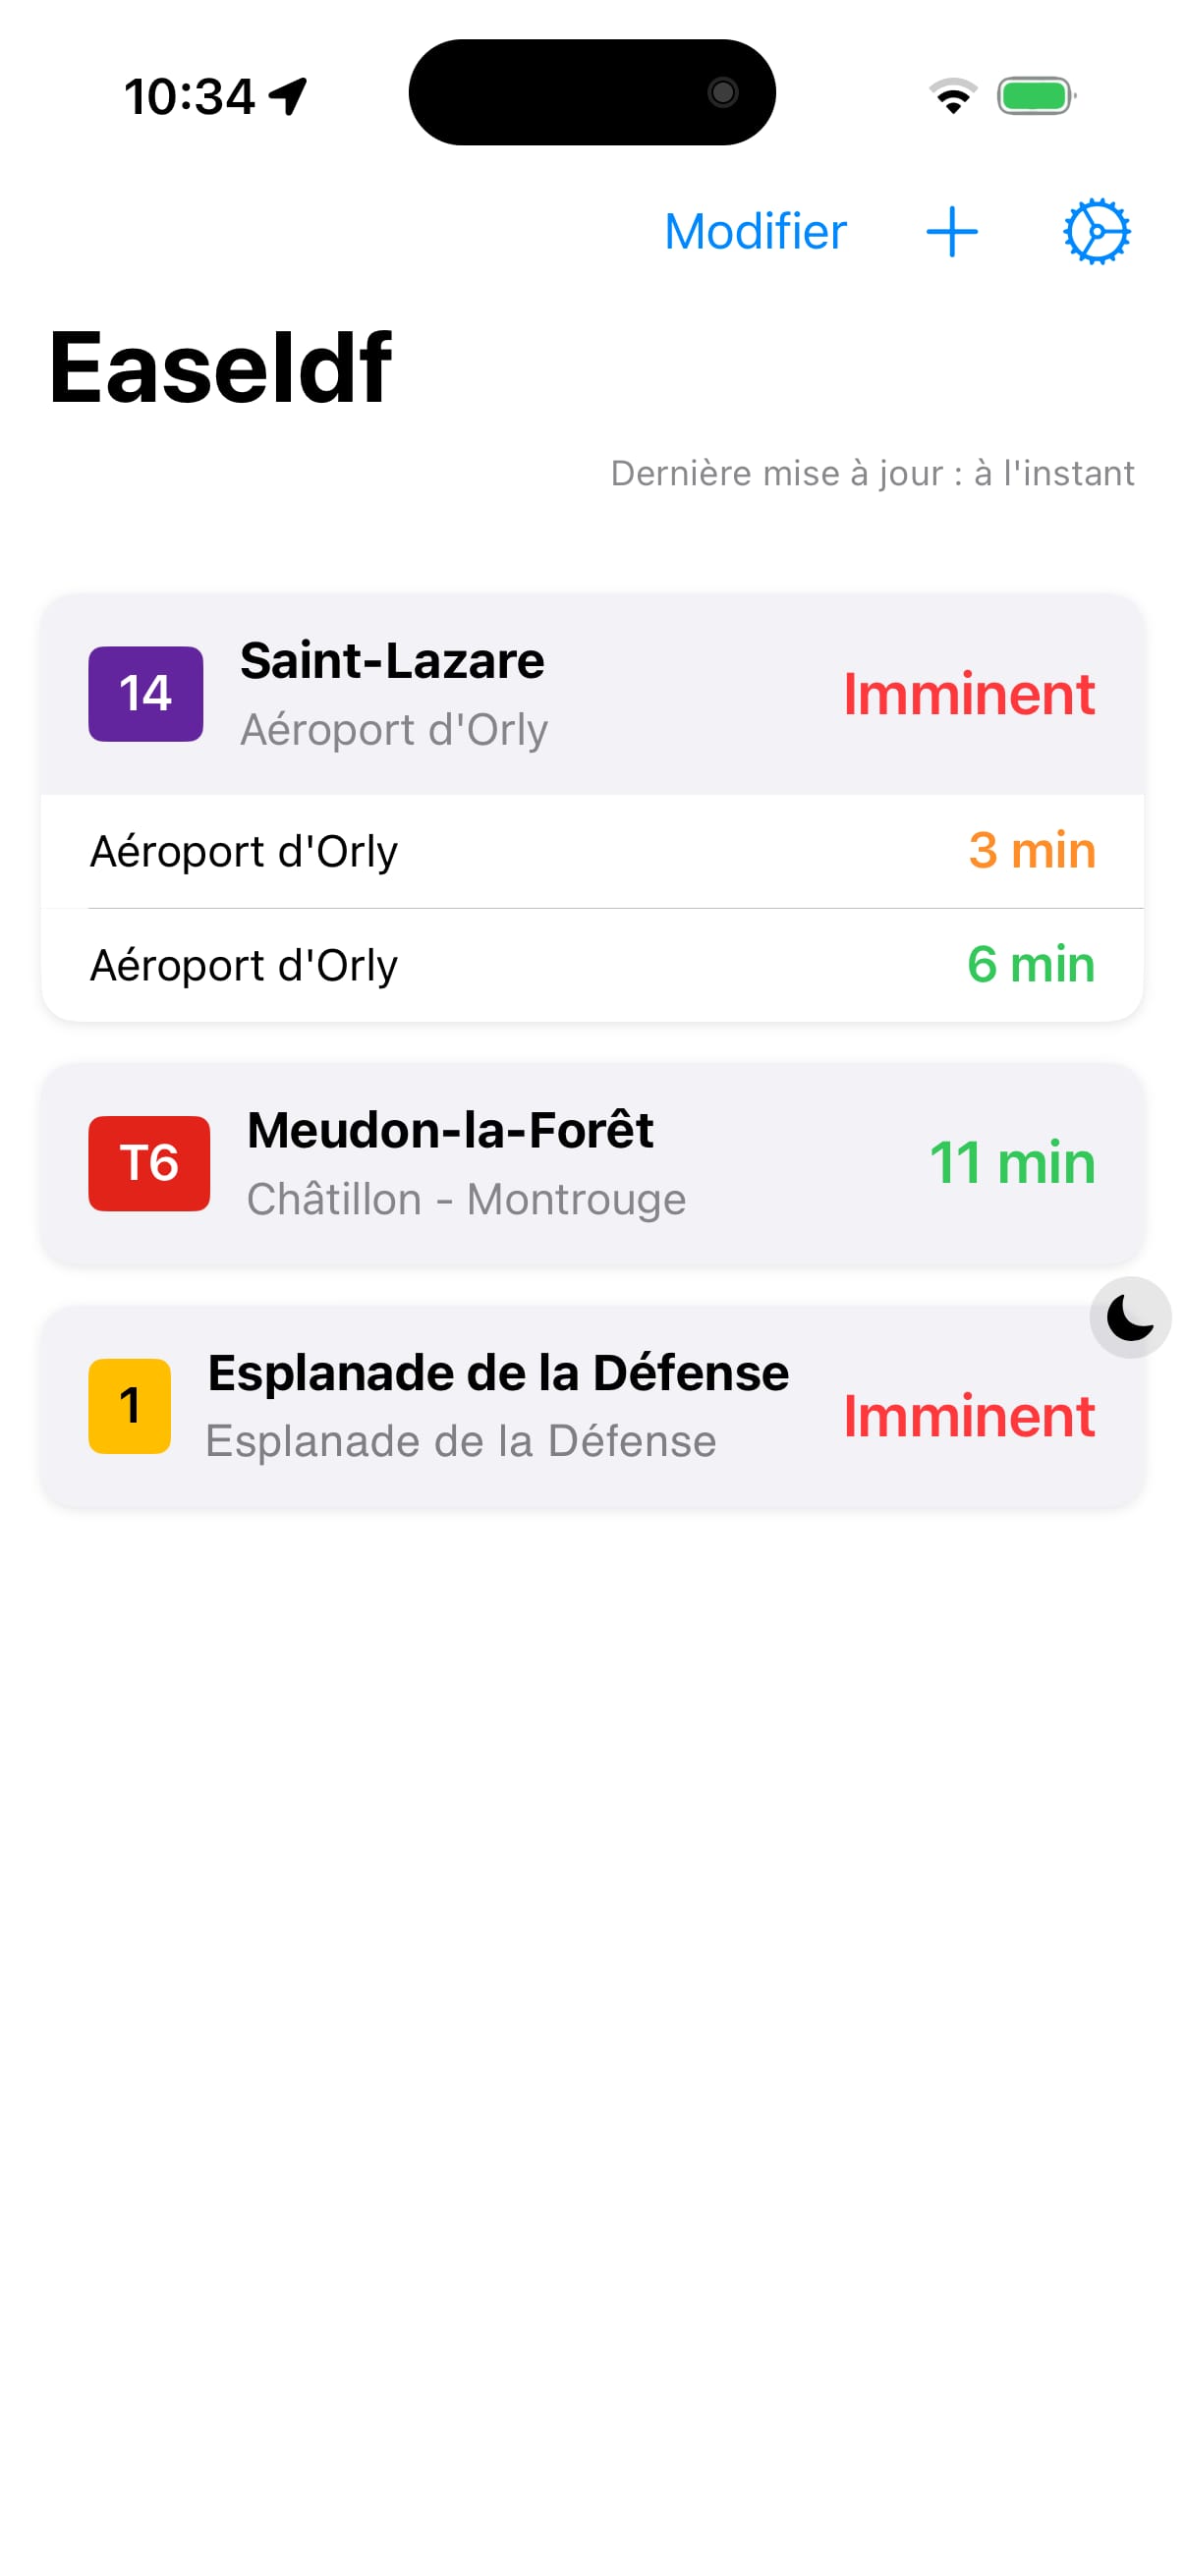 10:34
Modifier
EaseIdf
Dernière mise à jour : à l'instant
14
Saint-Lazare
Aéroport d'Orly
Imminent
Aéroport d'Orly
3 min
Aéroport d'Orly
6 min
T6
Meudon-la-Forêt
Châtillon - Montrouge
11 min
1
Esplanade de la Défense
Esplanade de la Défense
Imminent